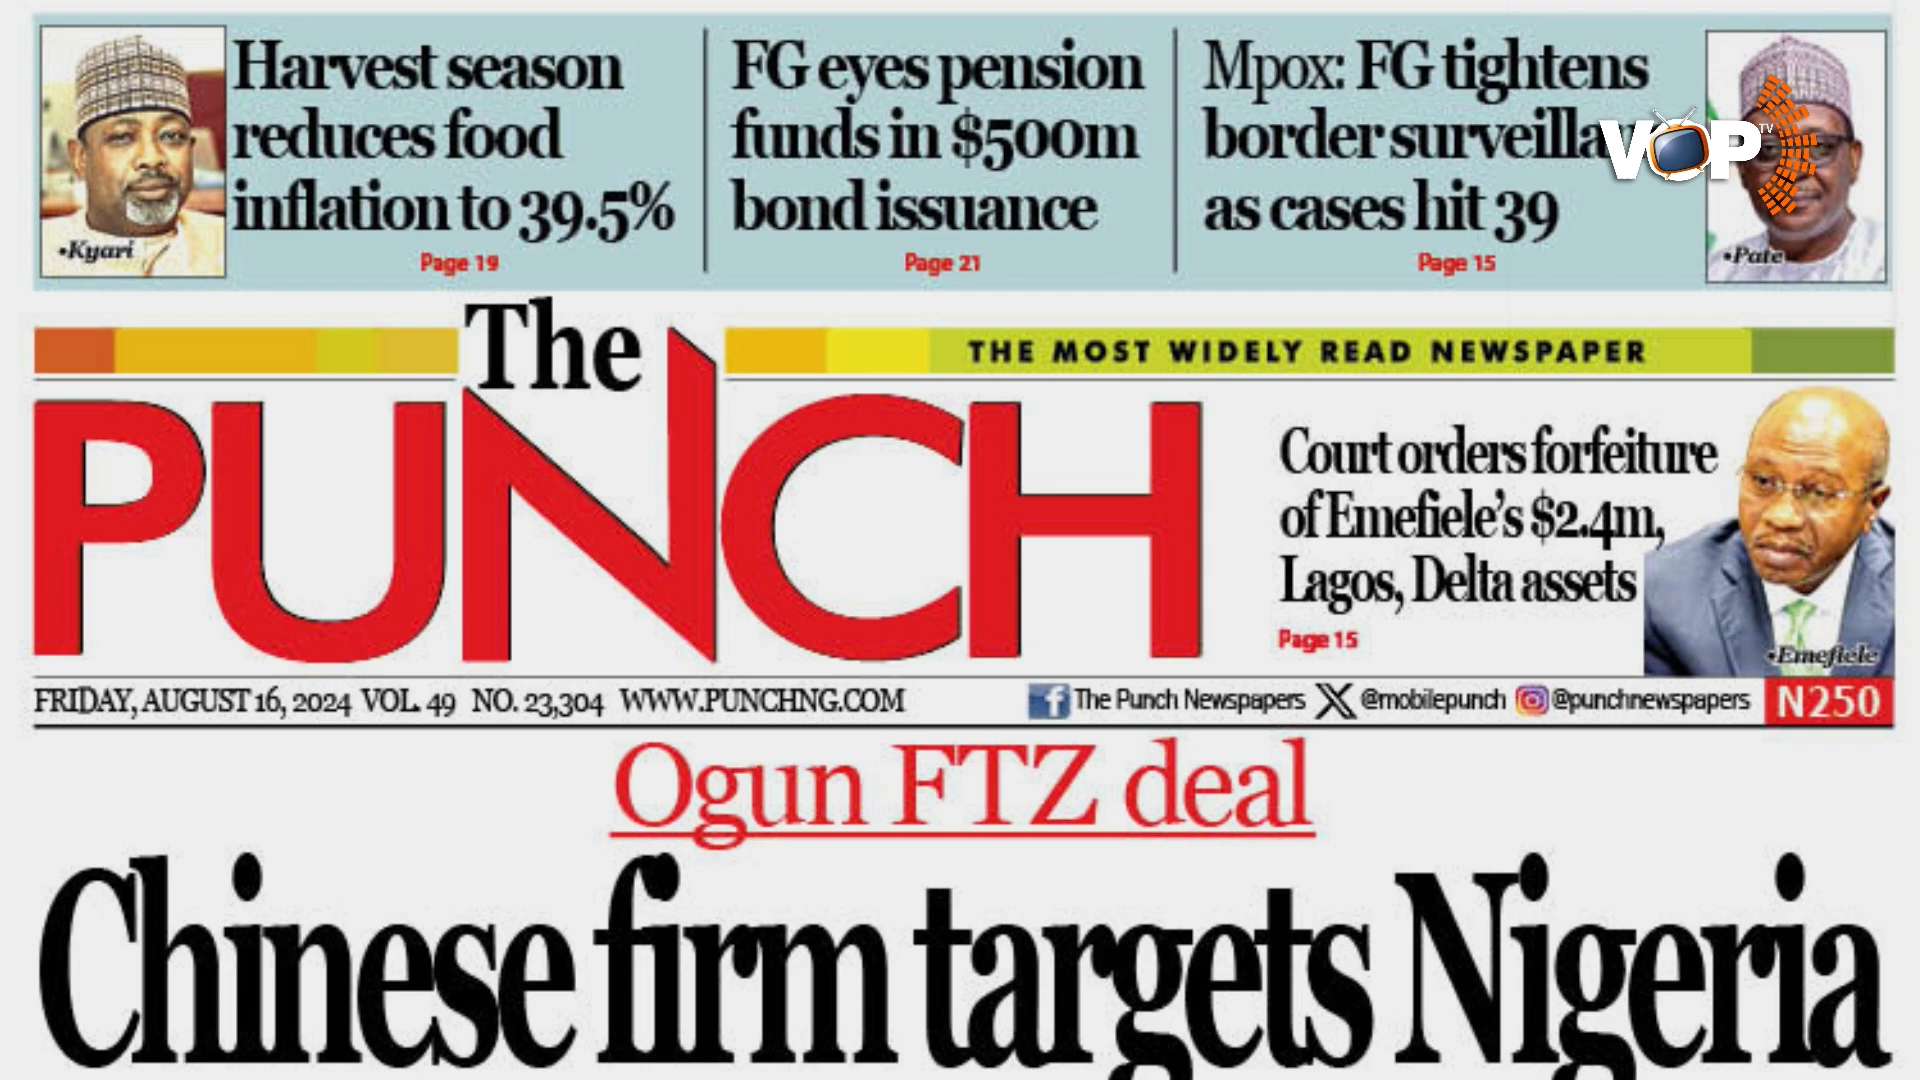 Harvest season
reduces food
inflation to 39.5%
Page 19
•Kyari
FG eyes pension
funds in $500m
bond issuance
Page 21
Mpox: FG tightens
border
as cases hit 39
Page 15
•Pate
VOP TV
The
PUNCH
THE MOST WIDELY READ NEWSPAPER
Court orders forfeiture
of Emefiele's $2.4m,
Lagos, Delta assets
Page 15
•Emefiele
FRIDAY, AUGUST 16, 2024 VOL. 49 NO. 23,304 WWW.PUNCHNG.COM
The Punch Newspapers @mobilepunch @punchnewspapers N250
Ogun FTZ deal
Chinese firm targets Nigeria